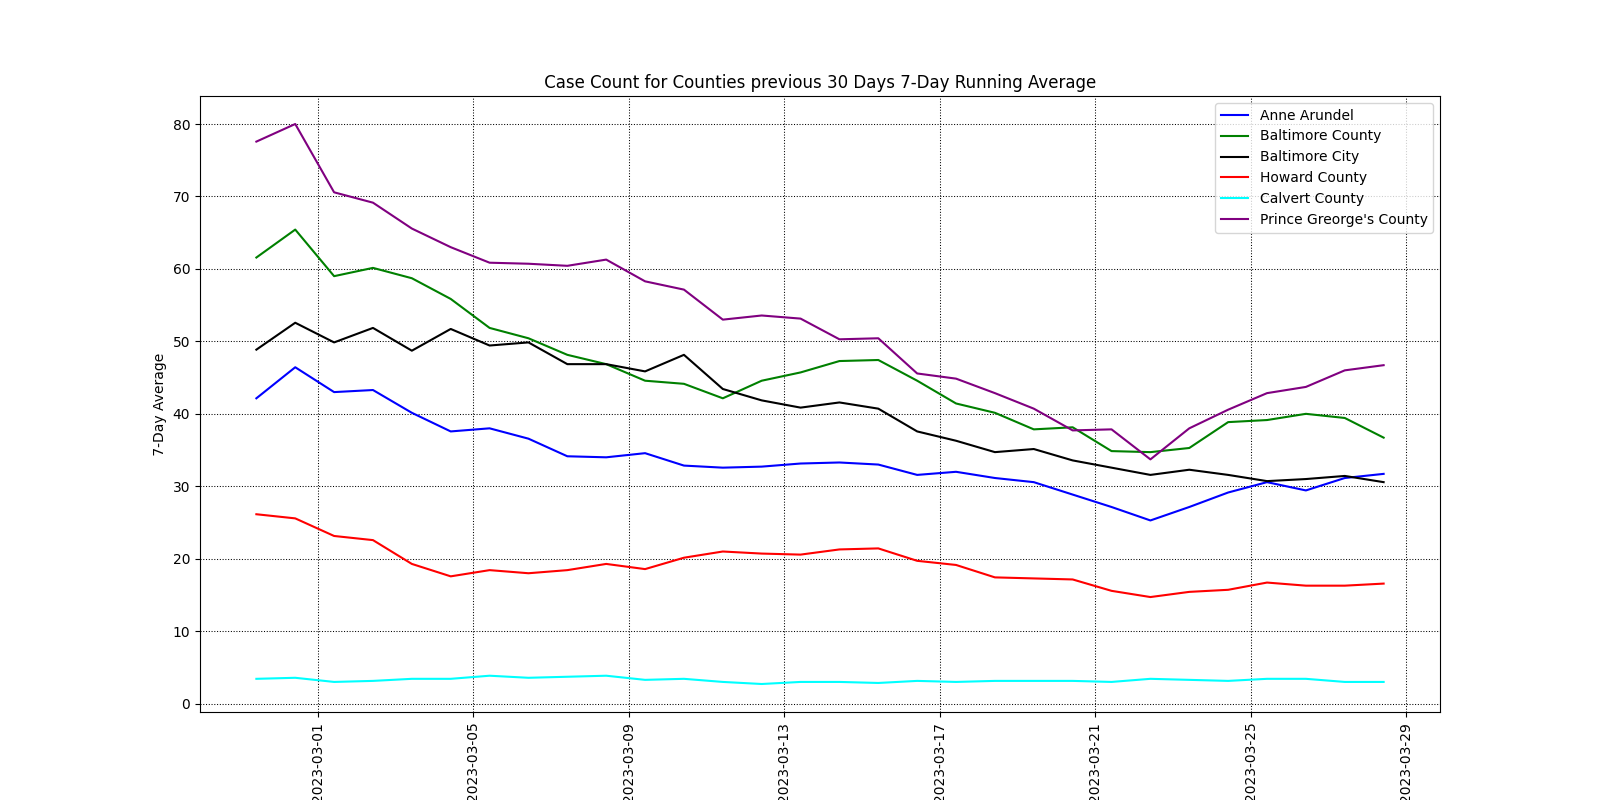 Case Count for Counties previous 30 Days 7-Day Running Average
7-Day Average
80
70
60
50
40
30
20
10
0
Anne Arundel
Baltimore County
Baltimore City
Howard County
Calvert County
Prince Greorge's County
2023-03-01
2023-03-05
2023-03-09
2023-03-13
2023-03-17
2023-03-21
2023-03-25
2023-03-29